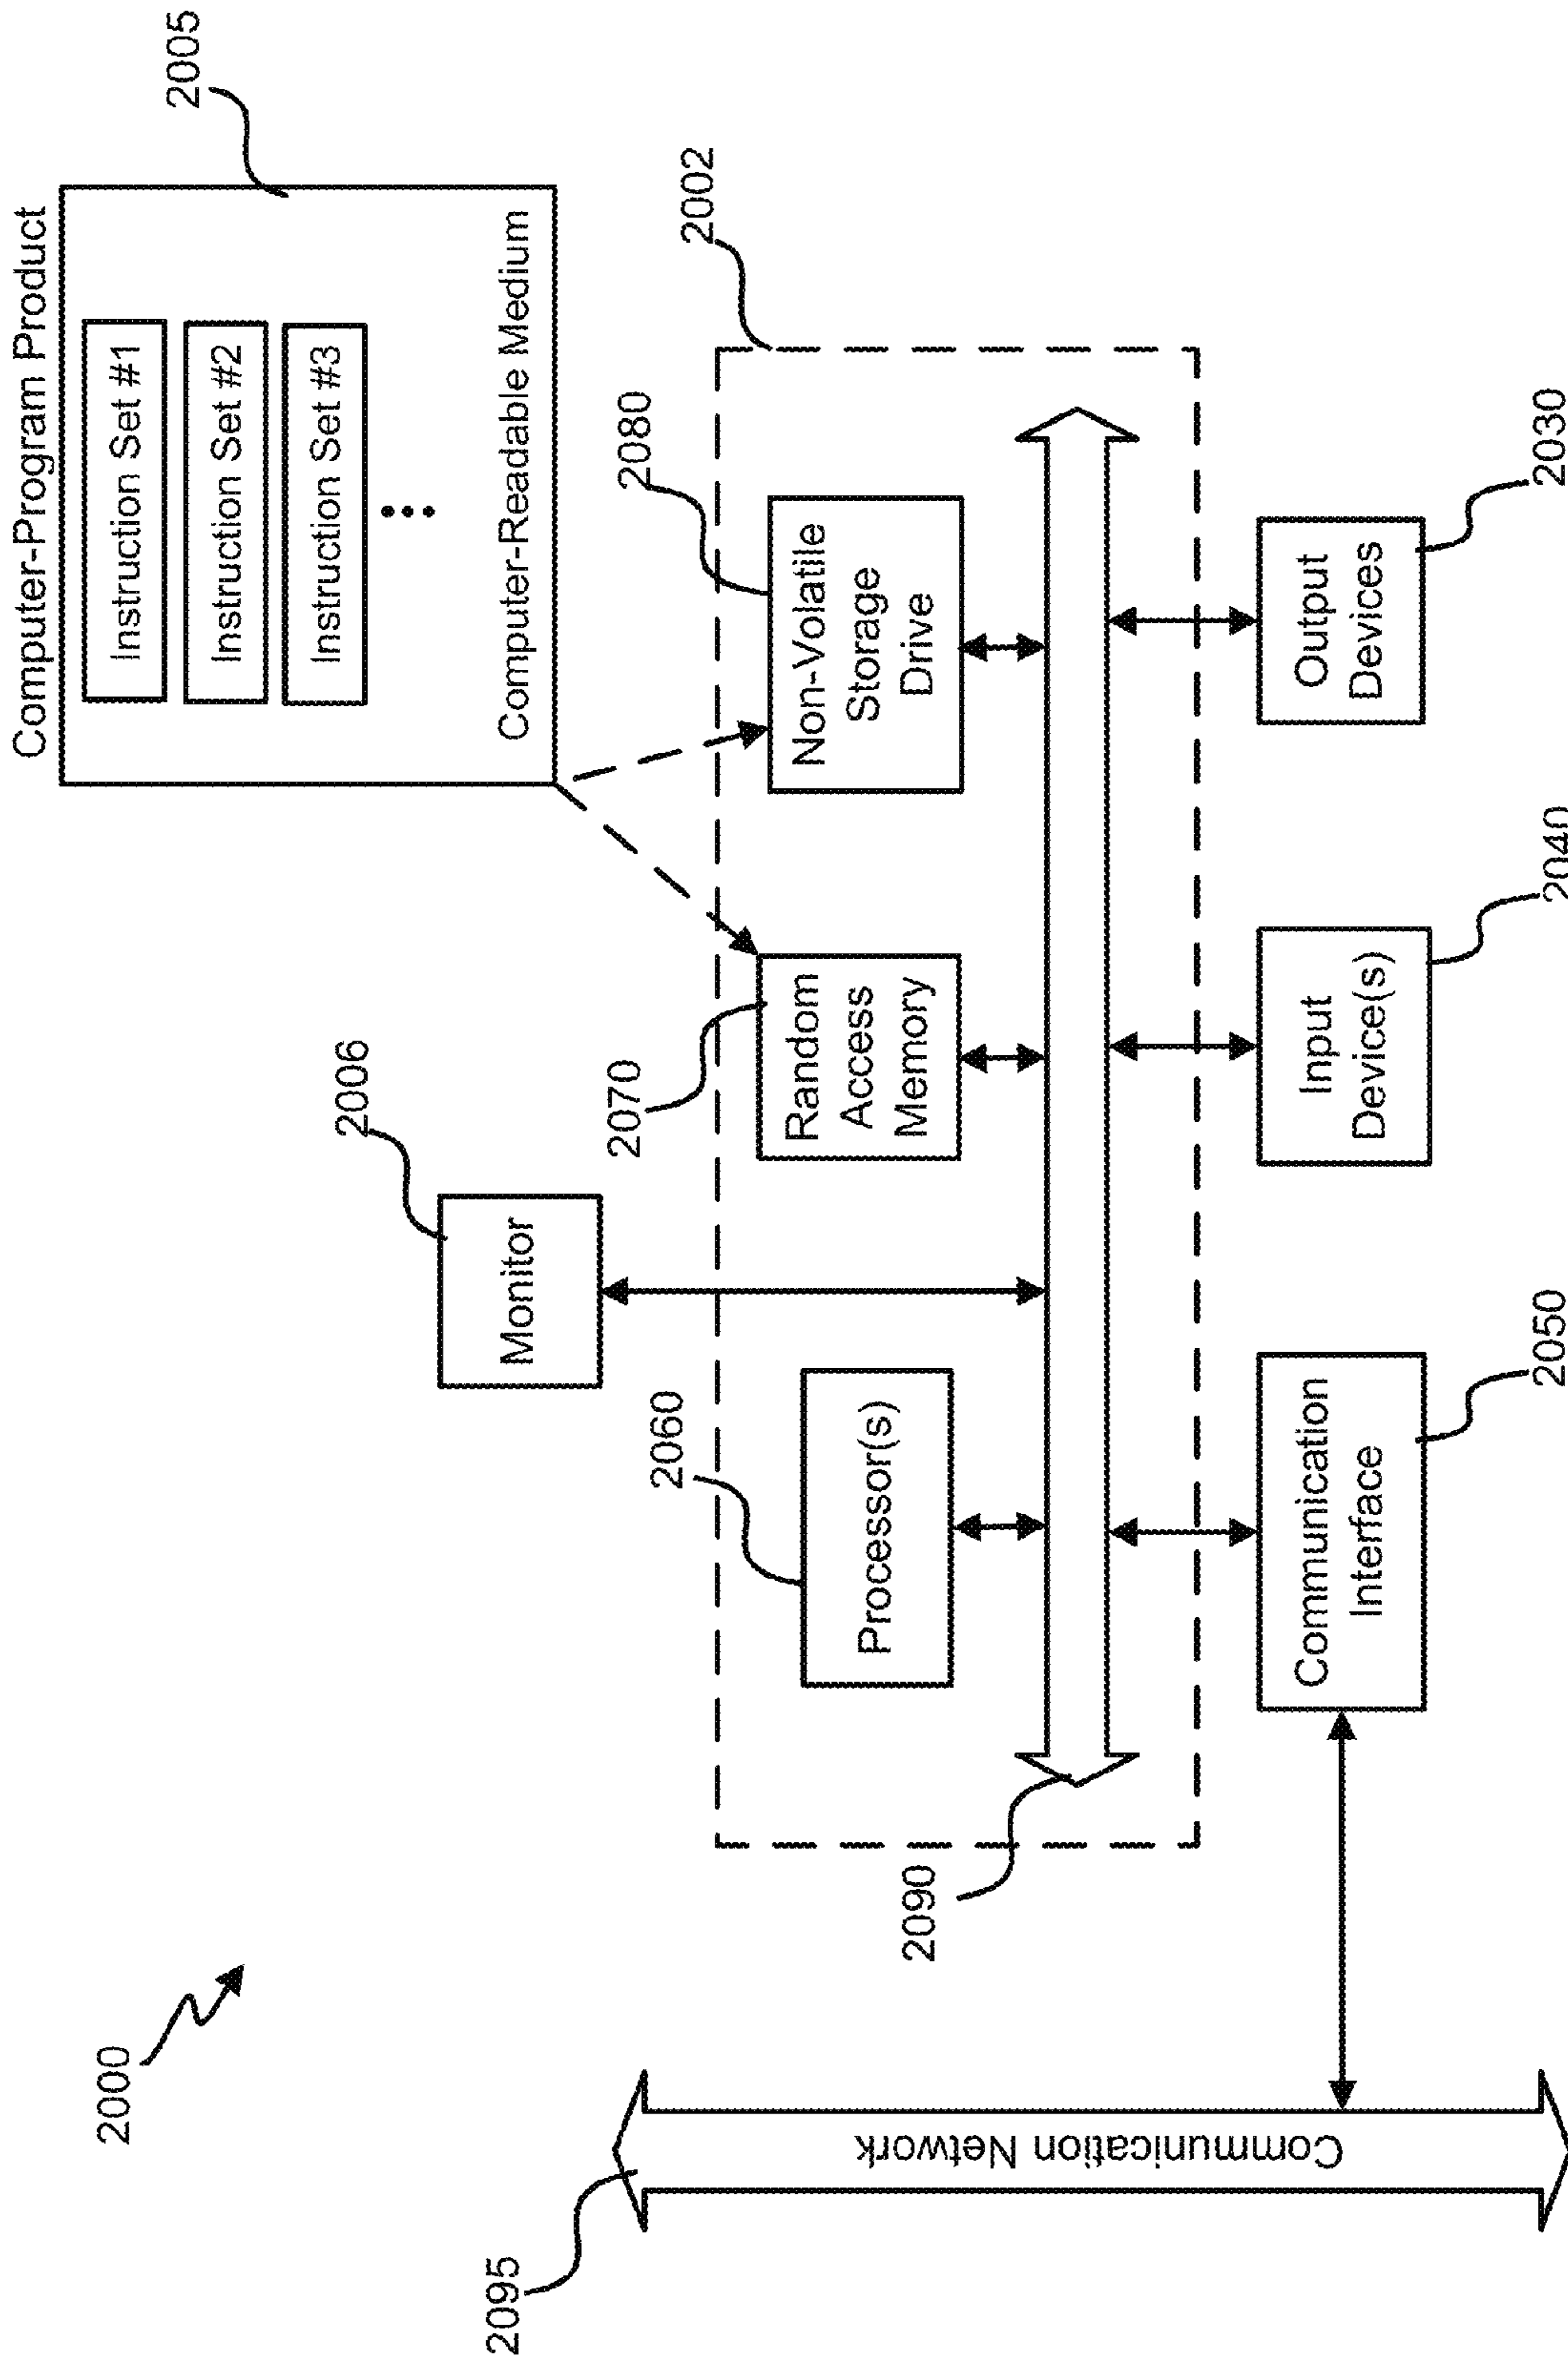 2000
Computer-Program Product
Instruction Set #1
Instruction Set #2
Instruction Set #3
Computer-Readable Medium
2005
2006
Monitor
2002
2060
Processor(s)
2070
Random
Access
Memory
2080
Non-Volatile
Storage
Drive
2090
2095
Communication Network
Communication
Interface
2050
Input
Device(s)
2040
Output
Devices
2030